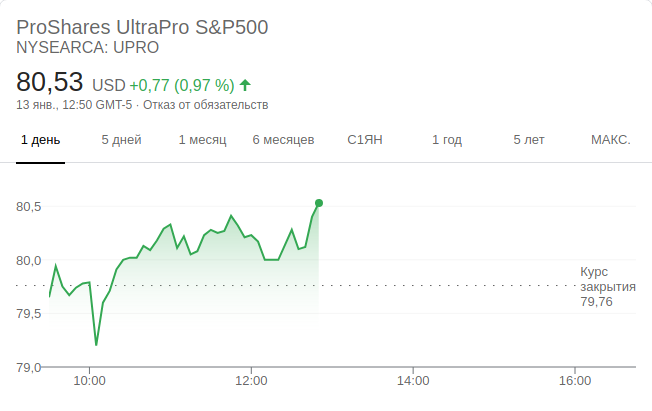 ProShares UltraPro S&P500
NYSEARCA: UPRO
80,53 USD +0,77 (0,97 %)
13 янв., 12:50 GMT-5 · Отказ от обязательств
1 день 5 дней 1 месяц 6 месяцев С1ЯН 1 год 5 лет МАКС.
80,5
80,0
Курс
закрытия
79,76
79,5
79,0
10:00 12:00 14:00 16:00